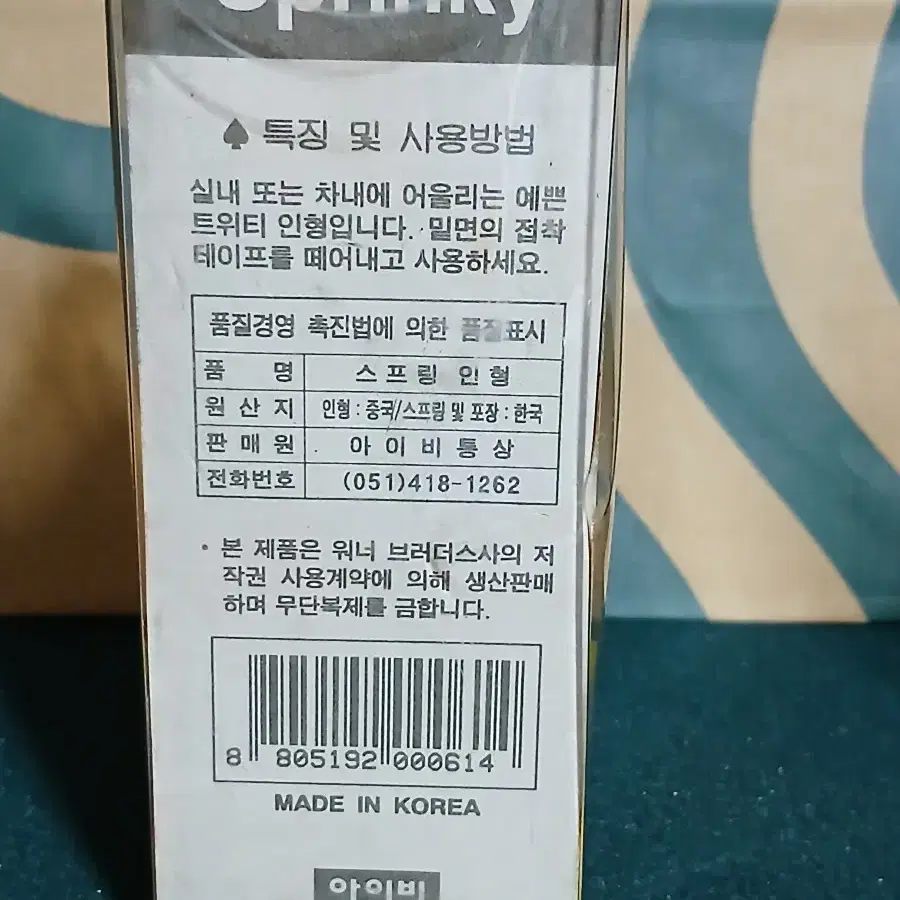 Sprinky
♠ 특징 및 사용방법
실내 또는 차내에 어울리는 예쁜
트위티 인형입니다. 밑면의 접착
테이프를 떼어내고 사용하세요.
품질경영 촉진법에 의한 품질표시
품 명 스프링 인형
원산지 인형 : 중국/스프링 및 포장 : 한국
판매원 아이비통상
전화번호 (051)418-1262
• 본 제품은 워너 브러더스사의 저
작권 사용계약에 의해 생산판매
하며 무단복제를 금합니다.
8 805192 000614
MADE IN KOREA
아이비